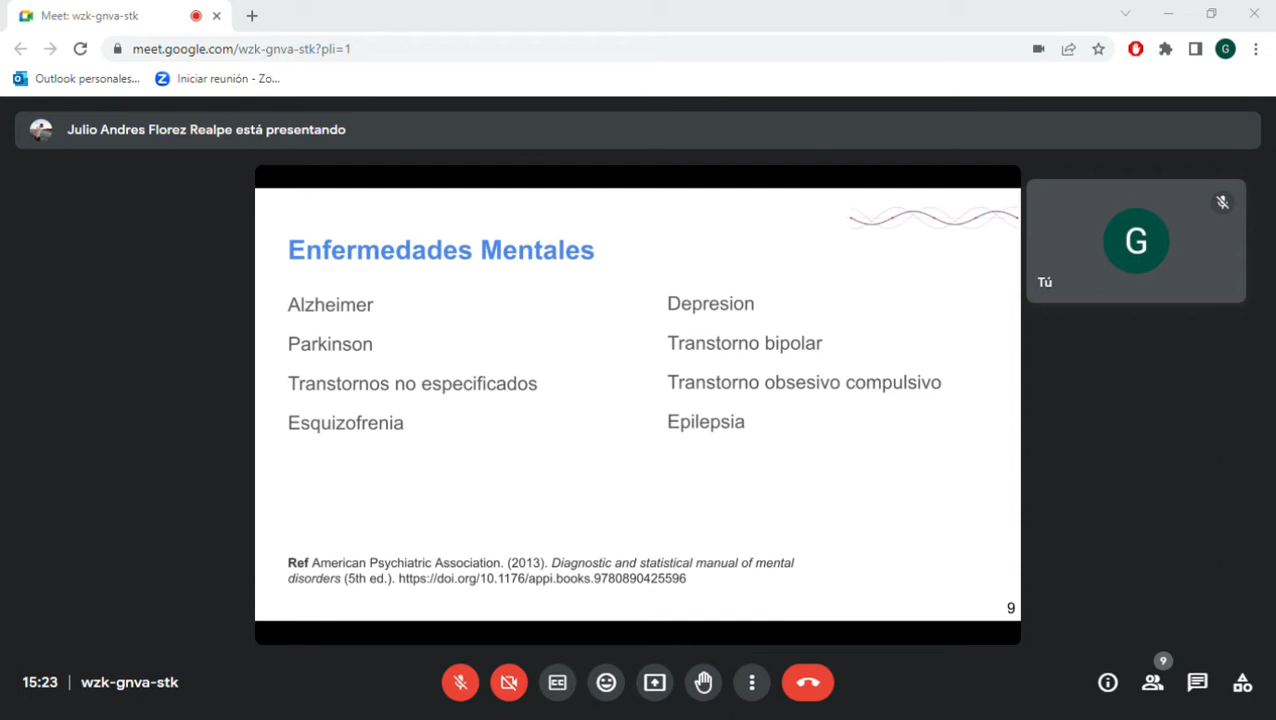 Meet: wzk-gnva-stk
meet.google.com/wzk-gnva-stk?pli=1
G
Outlook personales...
Iniciar reunión - Zo...
Julio Andres Florez Realpe está presentando
G
Tú
Enfermedades Mentales
Alzheimer
Parkinson
Transtornos no especificados
Esquizofrenia
Depresion
Transtorno bipolar
Transtorno obsesivo compulsivo
Epilepsia
Ref American Psychiatric Association. (2013). Diagnostic and statistical manual of mental
disorders (5th ed.). https://doi.org/10.1176/appi.books.9780890425596
9
15:23 | wzk-gnva-stk
9